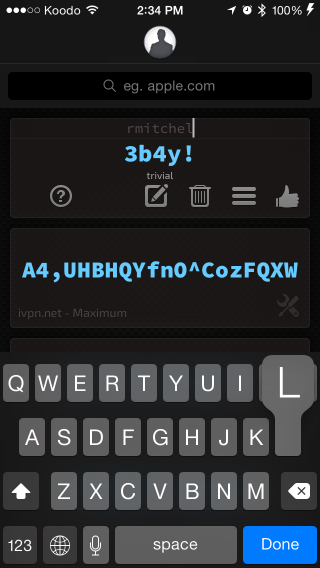 Koodo 2:34 PM 100%
eg. apple.com
rmitchel
3b4y!
trivial
?
A4,UHBHQYfnO^CozFQXW
ivpn.net - Maximum
Q W E R T Y U I L
A S D F G H J K
Z X C V B N M
123 space Done